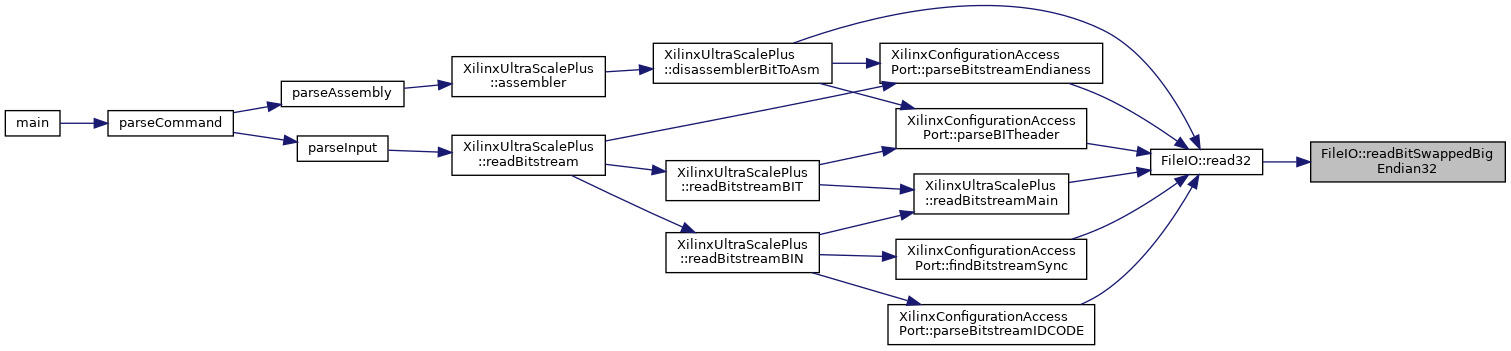 main
parseCommand
parseAssembly
parseInput
XilinxUltraScalePlus
::assembler
XilinxUltraScalePlus
::readBitstream
XilinxUltraScalePlus
::disassemblerBitToAsm
XilinxUltraScalePlus
::readBitstreamBIT
XilinxUltraScalePlus
::readBitstreamBIN
XilinxConfigurationAccess
Port::parseBitstreamEndianess
XilinxConfigurationAccess
Port::parseBITheader
XilinxUltraScalePlus
::readBitstreamMain
XilinxConfigurationAccess
Port::findBitstreamSync
XilinxConfigurationAccess
Port::parseBitstreamIDCODE
FileIO::read32
FileIO::readBitSwappedBig
Endian32